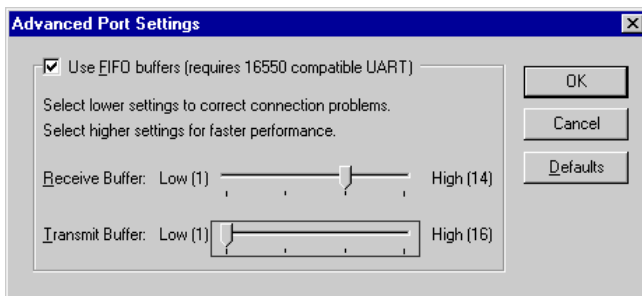 Advanced Port Settings
Use FIFO buffers (requires 16550 compatible UART)
Select lower settings to correct connection problems.
Select higher settings for faster performance.
Receive Buffer: Low (1) High (14)
Transmit Buffer: Low (1) High (16)
OK
Cancel
Defaults